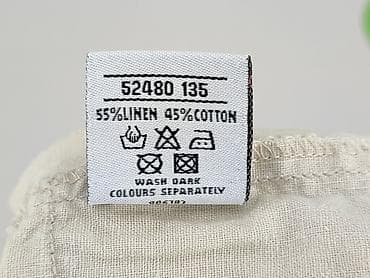 52480 135
55%LINEN 45%COTTON
WASH DARK
COLOURS SEPARATELY